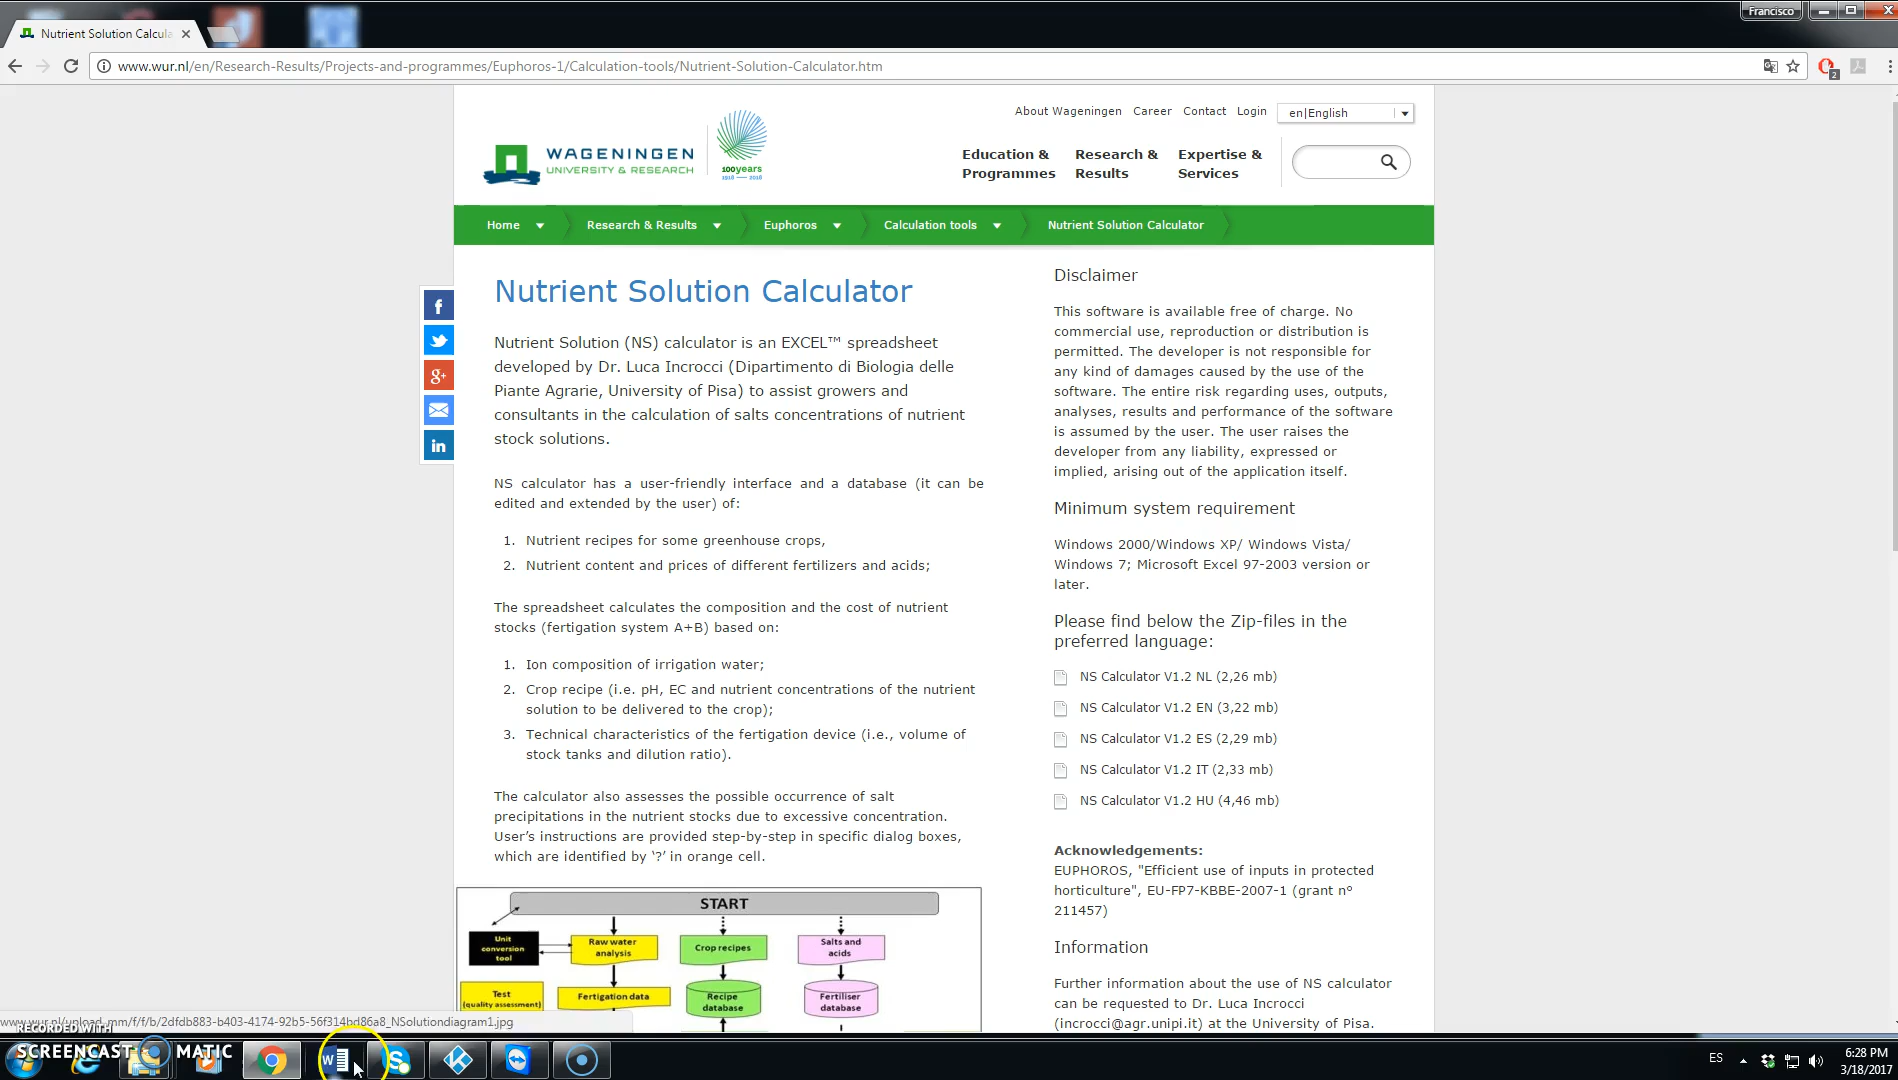 Francisco
Nutrient Solution Calcula
www.wur.nl/en/Research-Results/Projects-and-programmes/Euphoros-1/Calculation-tools/Nutrient-Solution-Calculator.htm
2
About Wageningen Career Contact Login en|English
WAGENINGEN
UNIVERSITY & RESEARCH
100years
1918 — 2018
Education &
Programmes
Research &
Results
Expertise &
Services
Home Research & Results Euphoros Calculation tools Nutrient Solution Calculator
Nutrient Solution Calculator
Nutrient Solution (NS) calculator is an EXCEL™ spreadsheet
developed by Dr. Luca Incrocci (Dipartimento di Biologia delle
Piante Agrarie, University of Pisa) to assist growers and
consultants in the calculation of salts concentrations of nutrient
stock solutions.
NS calculator has a user-friendly interface and a database (it can be
edited and extended by the user) of:
1. Nutrient recipes for some greenhouse crops,
2. Nutrient content and prices of different fertilizers and acids;
The spreadsheet calculates the composition and the cost of nutrient
stocks (fertigation system A+B) based on:
1. Ion composition of irrigation water;
2. Crop recipe (i.e. pH, EC and nutrient concentrations of the nutrient
solution to be delivered to the crop);
3. Technical characteristics of the fertigation device (i.e., volume of
stock tanks and dilution ratio).
The calculator also assesses the possible occurrence of salt
precipitations in the nutrient stocks due to excessive concentration.
User's instructions are provided step-by-step in specific dialog boxes,
which are identified by ‘?’ in orange cell.
START
Unit
conversion
tool
Raw water
analysis
Crop recipes
Salts and
acids
Test
(quality assessment)
Fertigation data
Recipe
database
Fertiliser
database
Disclaimer
This software is available free of charge. No
commercial use, reproduction or distribution is
permitted. The developer is not responsible for
any kind of damages caused by the use of the
software. The entire risk regarding uses, outputs,
analyses, results and performance of the software
is assumed by the user. The user raises the
developer from any liability, expressed or
implied, arising out of the application itself.
Minimum system requirement
Windows 2000/Windows XP/ Windows Vista/
Windows 7; Microsoft Excel 97-2003 version or
later.
Please find below the Zip-files in the
preferred language:
NS Calculator V1.2 NL (2,26 mb)
NS Calculator V1.2 EN (3,22 mb)
NS Calculator V1.2 ES (2,29 mb)
NS Calculator V1.2 IT (2,33 mb)
NS Calculator V1.2 HU (4,46 mb)
Acknowledgements:
EUPHOROS, "Efficient use of inputs in protected
horticulture", EU-FP7-KBBE-2007-1 (grant n°
211457)
Information
Further information about the use of NS calculator
can be requested to Dr. Luca Incrocci
(incrocci@agr.unipi.it) at the University of Pisa.
www.wur.nl/upload_mm/f/f/b/2dfdb883-b403-4174-92b5-56f314bd86a8_NSolutiondiagram1.jpg
RECORDED WITH
SCREENCAST MATIC
ES
6:28 PM
3/18/2017